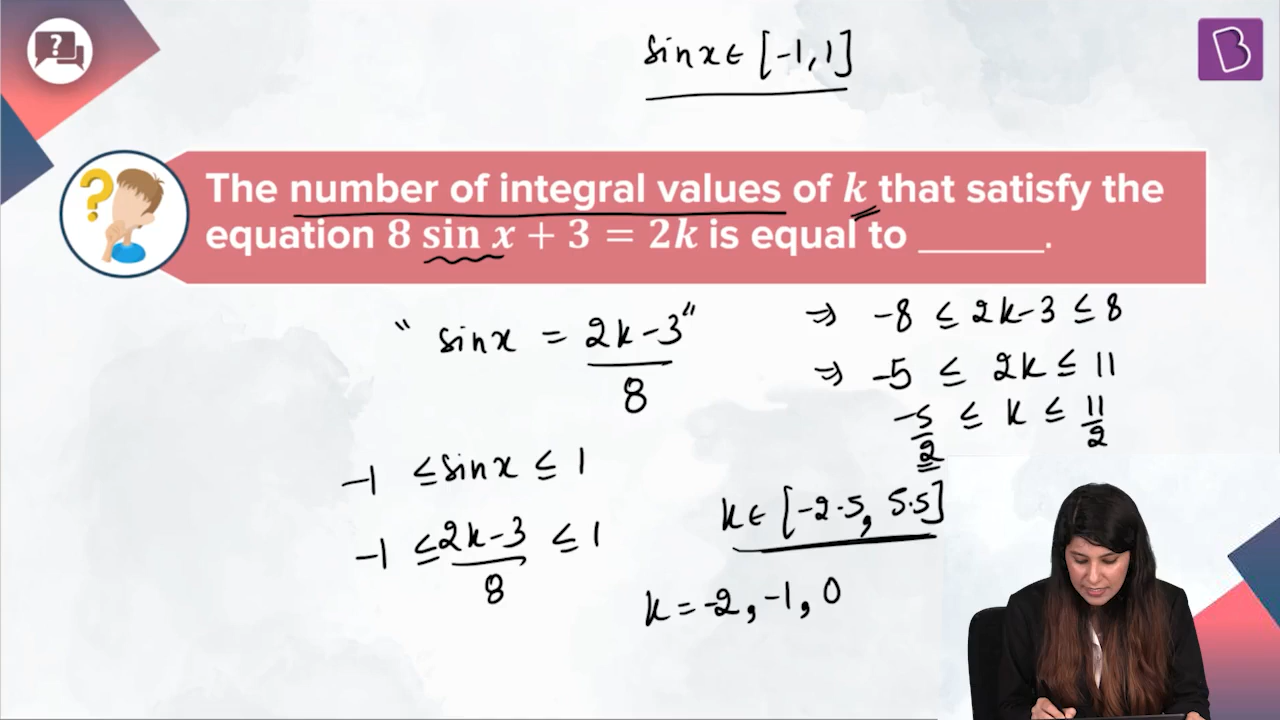 ?
sin x ∈ [-1, 1]
B
?
The number of integral values of k that satisfy the
equation 8 sin x + 3 = 2k is equal to ______.
" sin x = 2k-3 "
8
-1 ≤ sin x ≤ 1
-1 ≤ 2k-3 ≤ 1
8
⇒ -8 ≤ 2k-3 ≤ 8
⇒ -5 ≤ 2k ≤ 11
-5/2 ≤ k ≤ 11/2
k ∈ [-2.5, 5.5]
k = -2, -1, 0